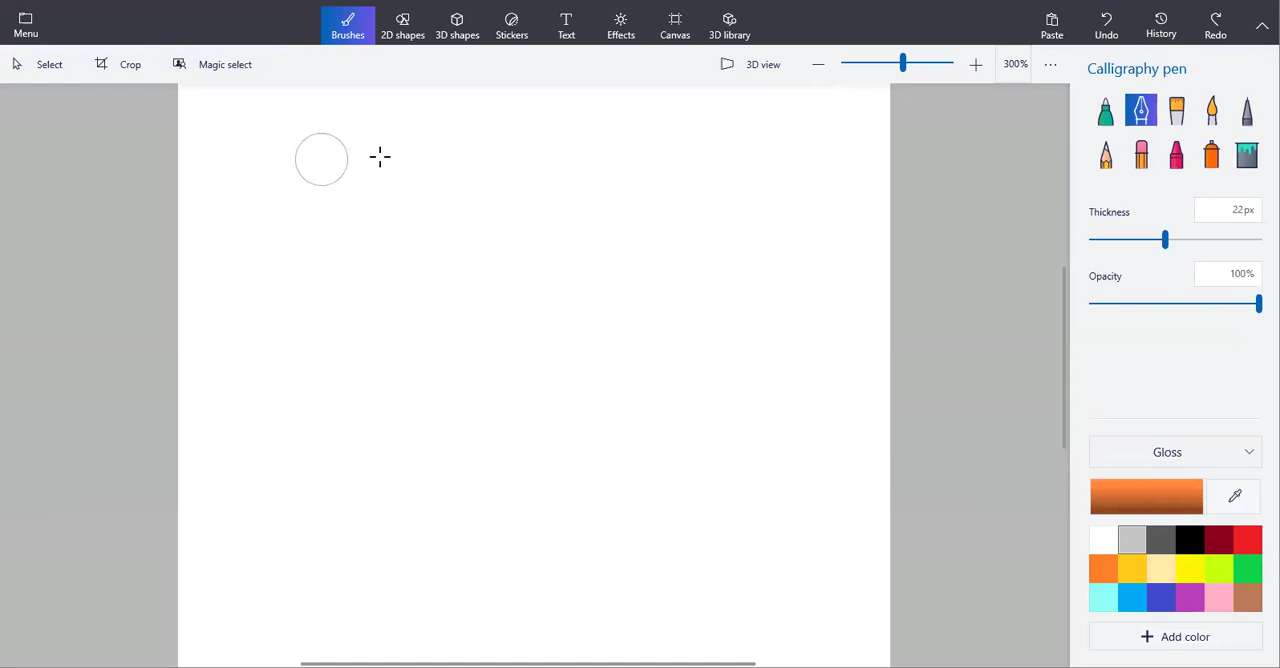 Menu
Brushes
2D shapes
3D shapes
Stickers
Text
Effects
Canvas
3D library
Paste
Undo
History
Redo
Select
Crop
Magic select
3D view
300%
Calligraphy pen
Thickness
22px
Opacity
100%
Gloss
Add color